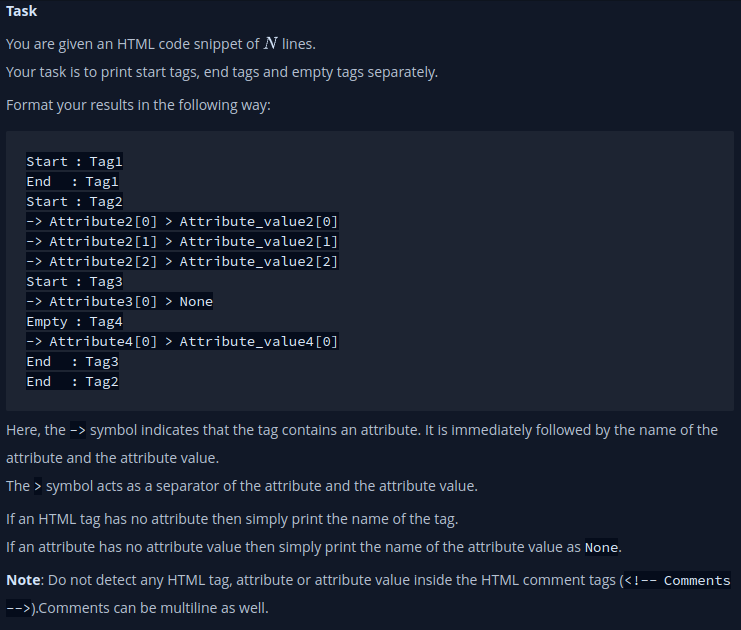 Task
You are given an HTML code snippet of N lines.
Your task is to print start tags, end tags and empty tags separately.
Format your results in the following way:
Start : Tag1
End   : Tag1
Start : Tag2
-> Attribute2[0] > Attribute_value2[0]
-> Attribute2[1] > Attribute_value2[1]
-> Attribute2[2] > Attribute_value2[2]
Start : Tag3
-> Attribute3[0] > None
Empty : Tag4
-> Attribute4[0] > Attribute_value4[0]
End   : Tag3
End   : Tag2
Here, the -> symbol indicates that the tag contains an attribute. It is immediately followed by the name of the
attribute and the attribute value.
The > symbol acts as a separator of the attribute and the attribute value.
If an HTML tag has no attribute then simply print the name of the tag.
If an attribute has no attribute value then simply print the name of the attribute value as None.
Note: Do not detect any HTML tag, attribute or attribute value inside the HTML comment tags (<!-- Comments
-->).Comments can be multiline as well.